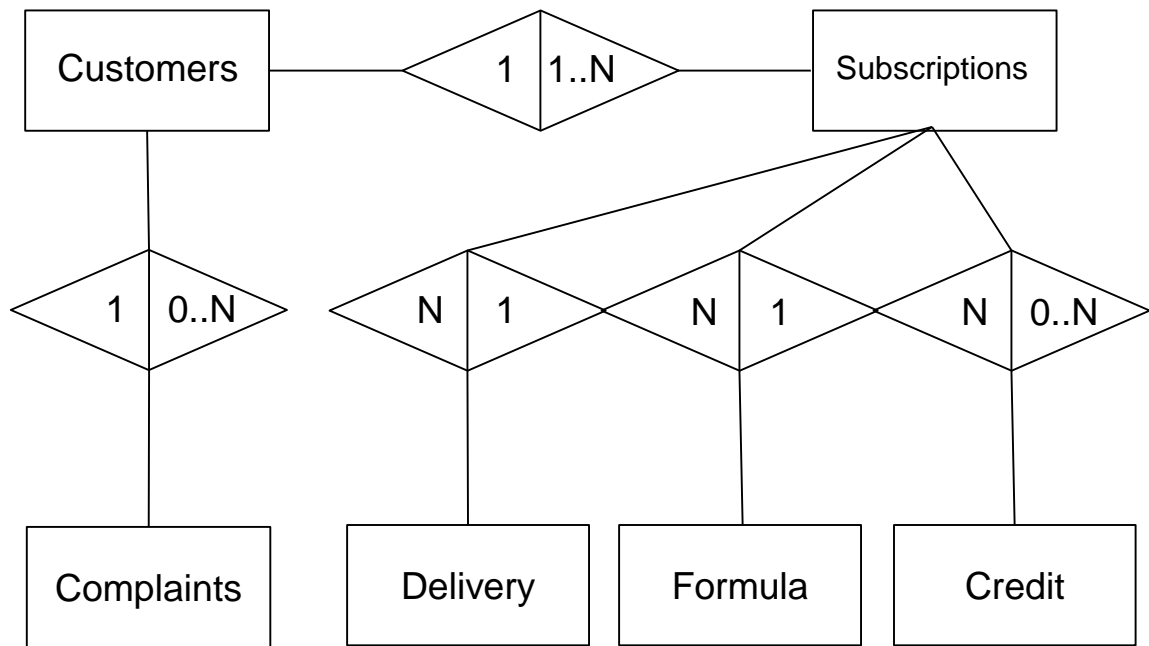 Customers
1 1..N
Subscriptions
1 0..N
N 1
N 1
N 0..N
Complaints
Delivery
Formula
Credit